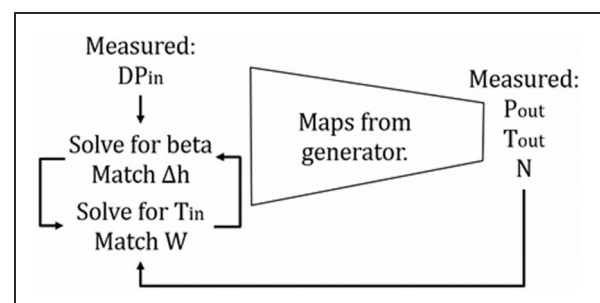 Measured:
DPin
Solve for beta
Match Δh
Solve for Tin
Match W
Maps from
generator.
Measured:
Pout
Tout
N